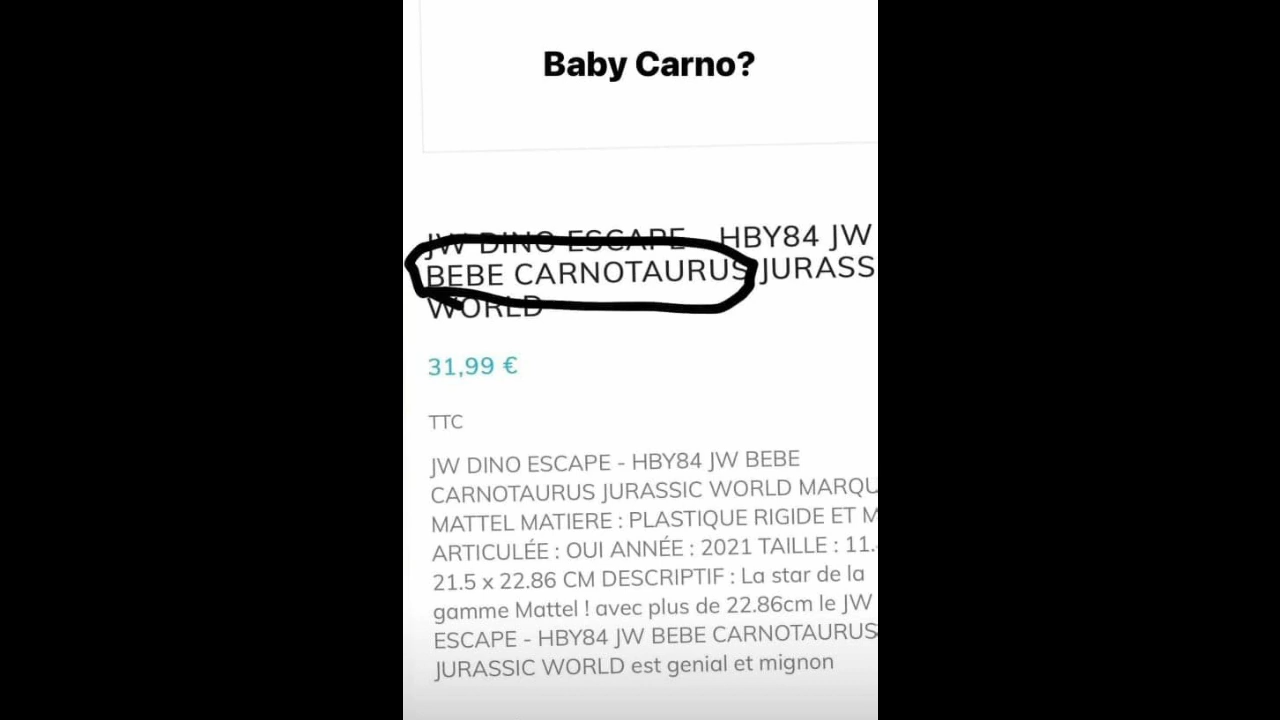 Baby Carno?
JW DINO ESCAPE - HBY84 JW
BEBE CARNOTAURUS JURASS
WORLD
31,99 €
TTC
JW DINO ESCAPE - HBY84 JW BEBE
CARNOTAURUS JURASSIC WORLD MARQU
MATTEL MATIERE : PLASTIQUE RIGIDE ET M
ARTICULÉE : OUI ANNÉE : 2021 TAILLE : 11.
21.5 x 22.86 CM DESCRIPTIF : La star de la
gamme Mattel ! avec plus de 22.86cm le JW
ESCAPE - HBY84 JW BEBE CARNOTAURUS
JURASSIC WORLD est genial et mignon